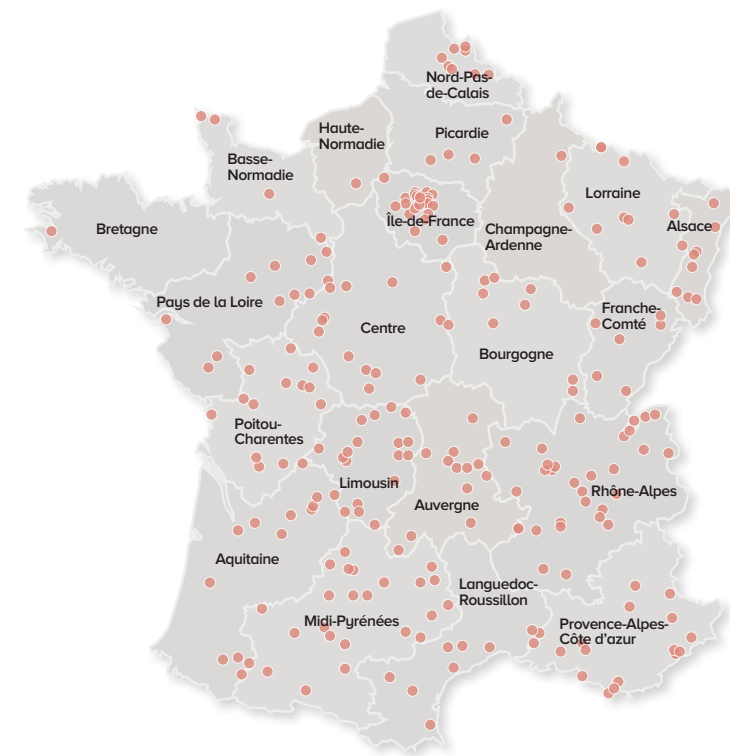 Nord-Pas-
de-Calais
Haute-
Normadie
Picardie
Basse-
Normadie
Lorraine
Île-de-France
Alsace
Bretagne
Champagne-
Ardenne
Pays de la Loire
Franche-
Comté
Centre
Bourgogne
Poitou-
Charentes
Limousin
Rhône-Alpes
Auvergne
Aquitaine
Languedoc-
Roussillon
Midi-Pyrénées
Provence-Alpes-
Côte d'azur